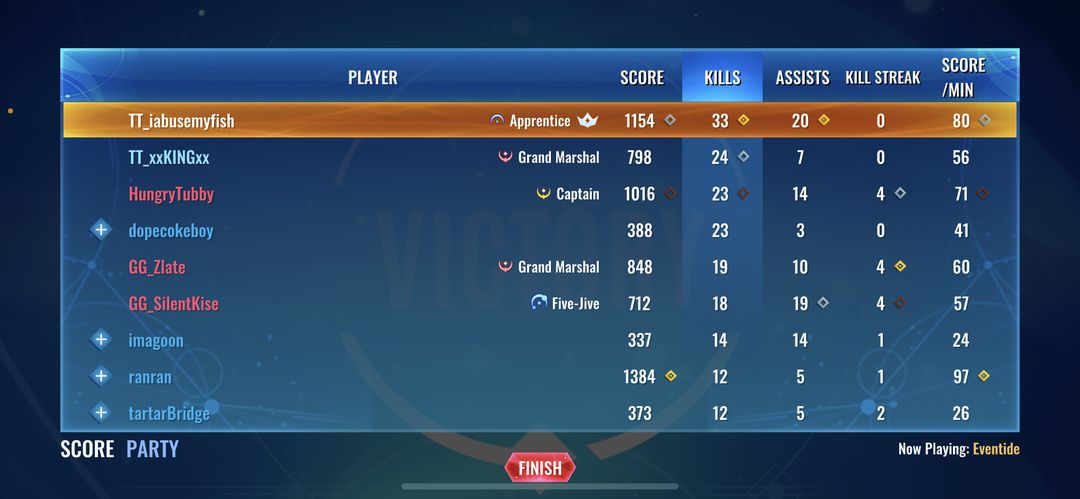 PLAYER SCORE KILLS ASSISTS KILL STREAK SCORE /MIN
TT_iabusemyfish Apprentice 1154 33 20 0 80
TT_xxKINGxx Grand Marshal 798 24 7 0 56
HungryTubby Captain 1016 23 14 4 71
dopecokeboy 388 23 3 0 41
GG_Zlate Grand Marshal 848 19 10 4 60
GG_SilentKise Five-Jive 712 18 19 4 57
imagoon 337 14 14 1 24
ranran 1384 12 5 1 97
tartarBridge 373 12 5 2 26
VICTORY
SCORE PARTY
Now Playing: Eventide
FINISH